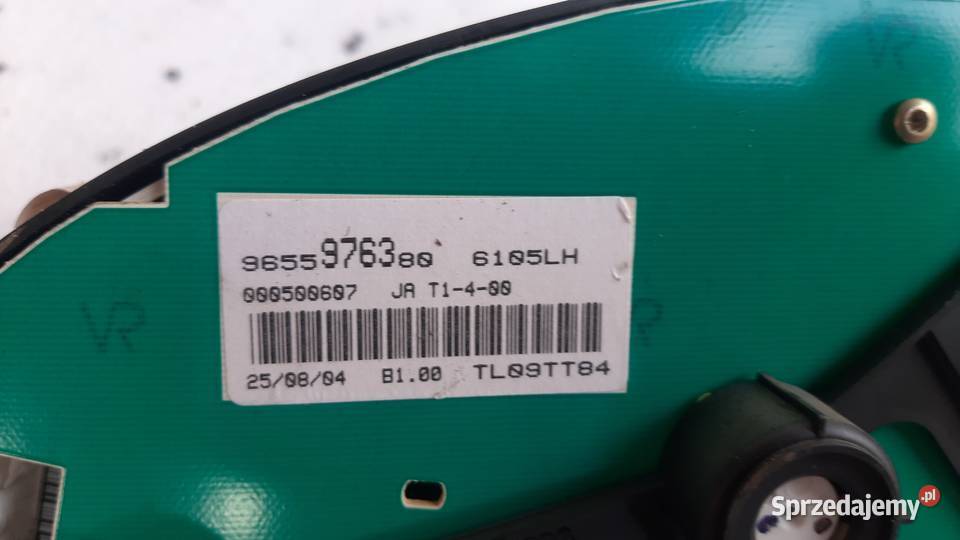 VR
9655976380 6105LH
000500607 JA T1-4-00
VR
R
25/08/04 B1.00 TL09TT84
Sprzedajemy.pl